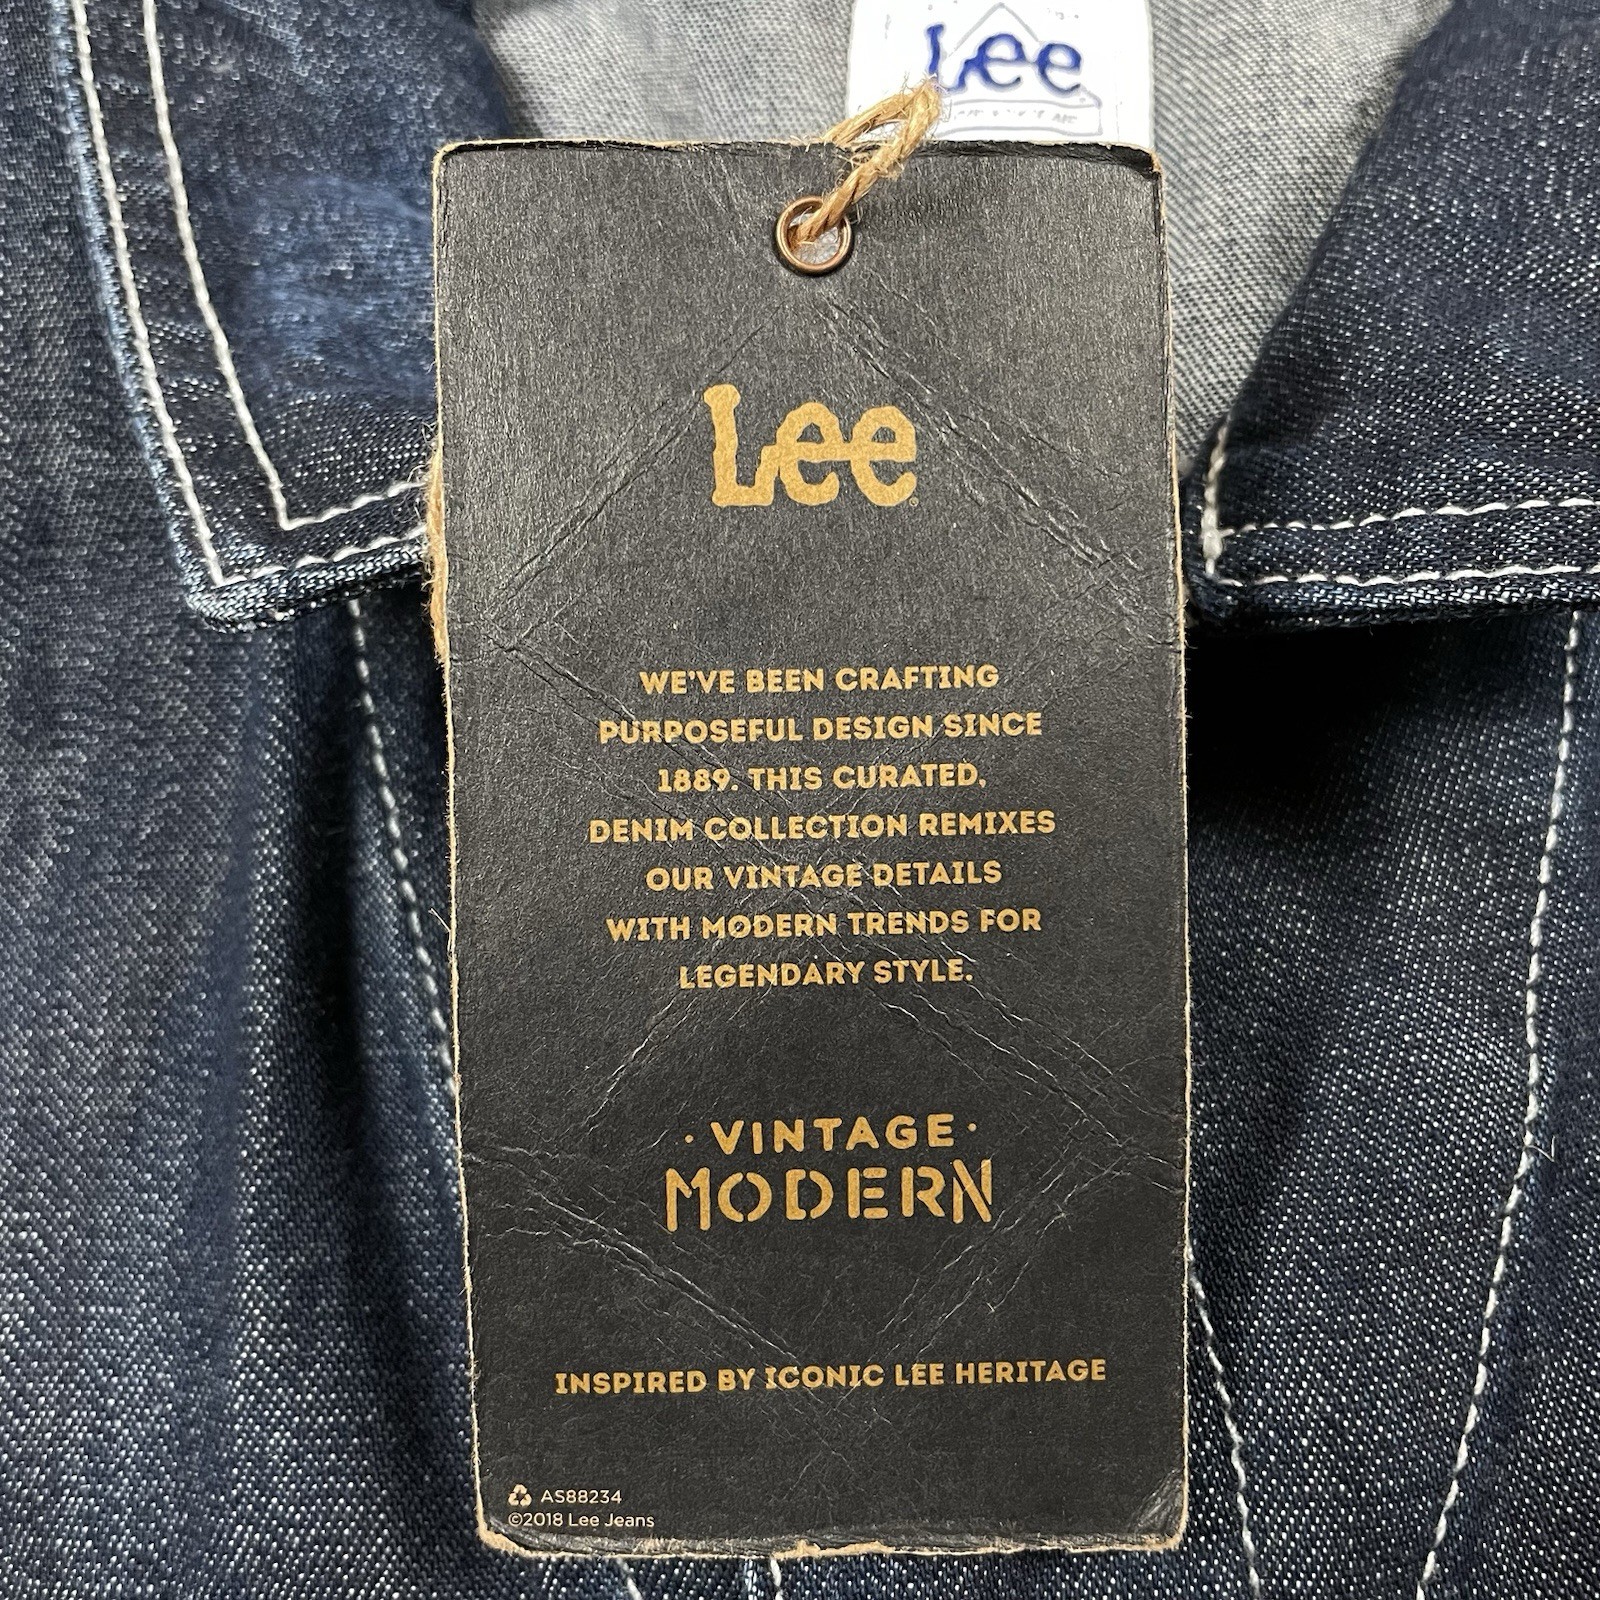 Lee
Lee®
WE'VE BEEN CRAFTING
PURPOSEFUL DESIGN SINCE
1889. THIS CURATED,
DENIM COLLECTION REMIXES
OUR VINTAGE DETAILS
WITH MODERN TRENDS FOR
LEGENDARY STYLE.
· VINTAGE ·
MODERN
INSPIRED BY ICONIC LEE HERITAGE
AS88234
©2018 Lee Jeans